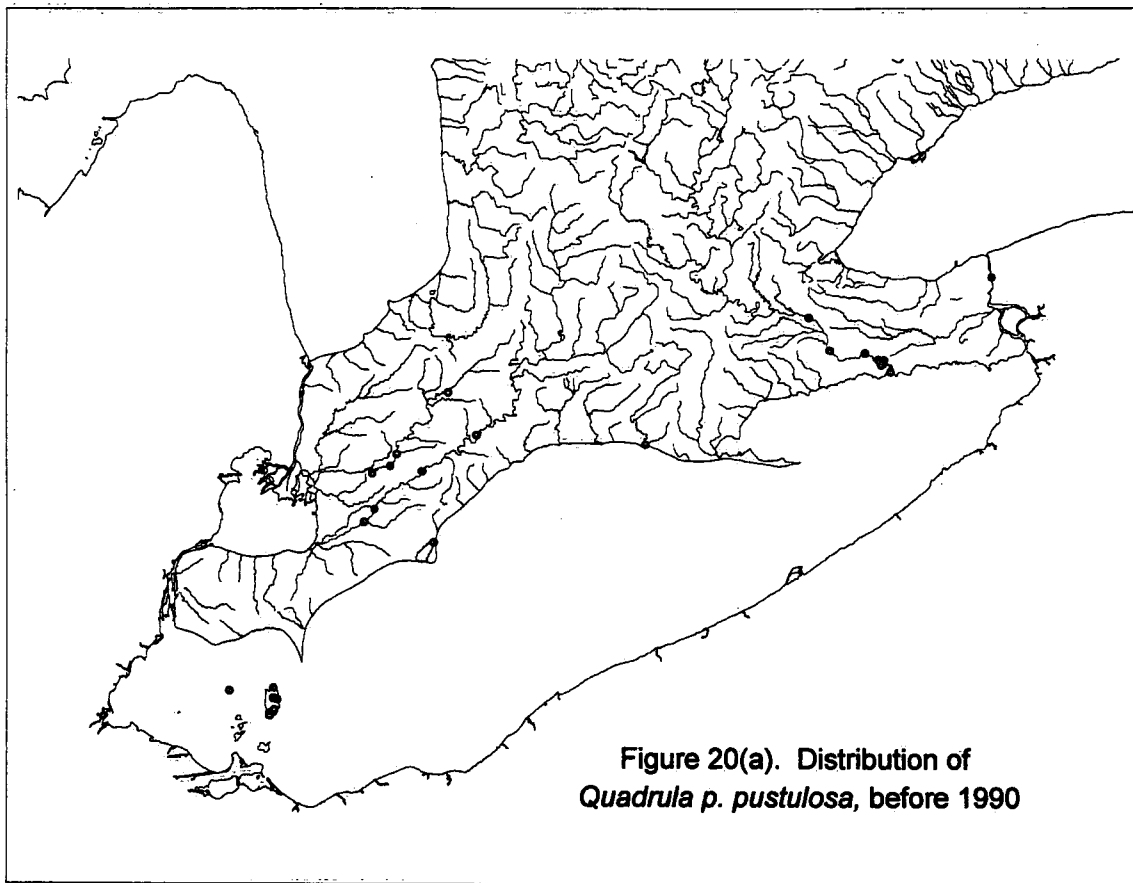 Figure 20(a). Distribution of
Quadrula p. pustulosa, before 1990